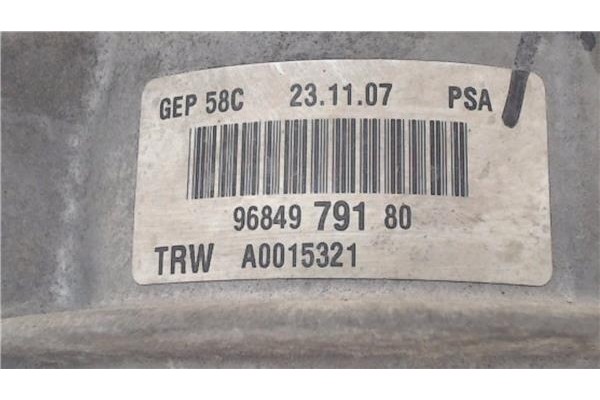 GEP 58C 23.11.07 PSA
96849 791 80
TRW A0015321